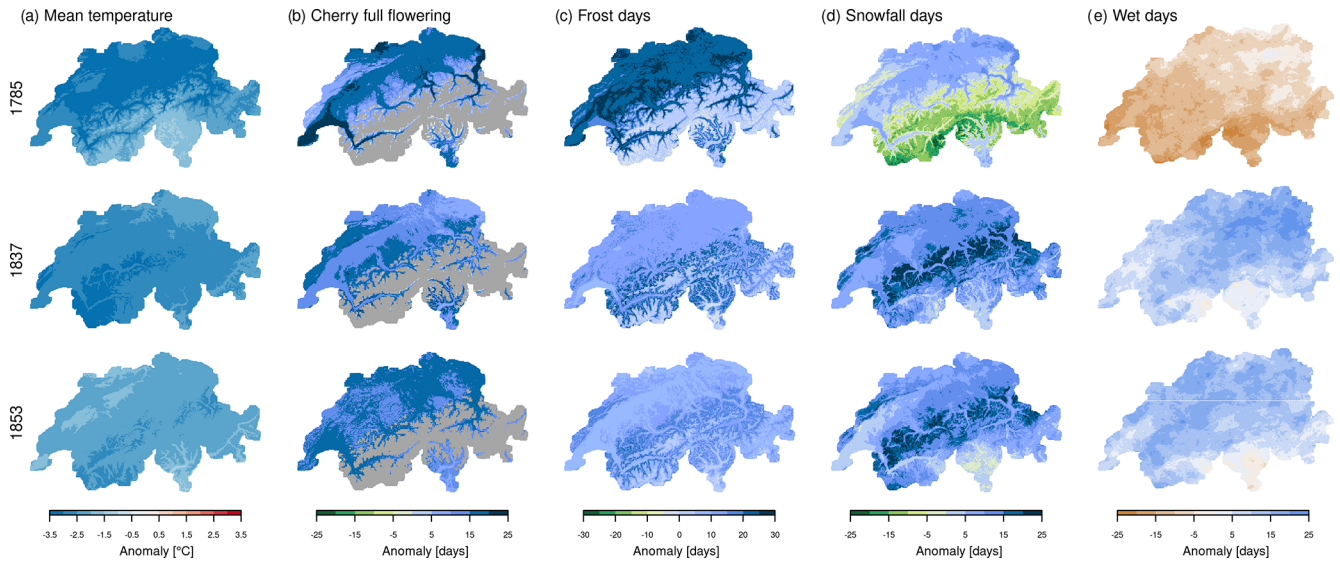 (a) Mean temperature
(b) Cherry full flowering
(c) Frost days
(d) Snowfall days
(e) Wet days
1785
1837
1853
-3.5 -2.5 -1.5 -0.5 0.5 1.5 2.5 3.5
Anomaly [°C]
-25 -15 -5 5 15 25
Anomaly [days]
-30 -20 -10 0 10 20 30
Anomaly [days]
-25 -15 -5 5 15 25
Anomaly [days]
-25 -15 -5 5 15 25
Anomaly [days]